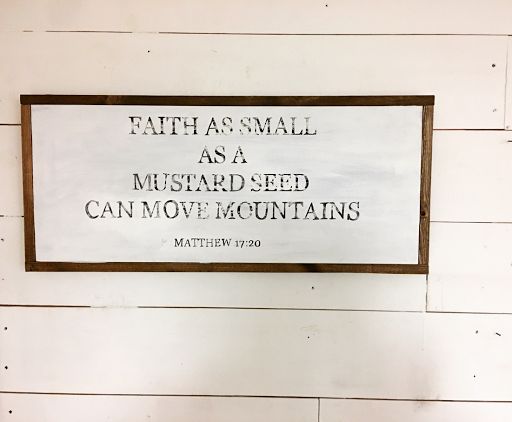 FAITH AS SMALL
AS A
MUSTARD SEED
CAN MOVE MOUNTAINS
MATTHEW 17:20